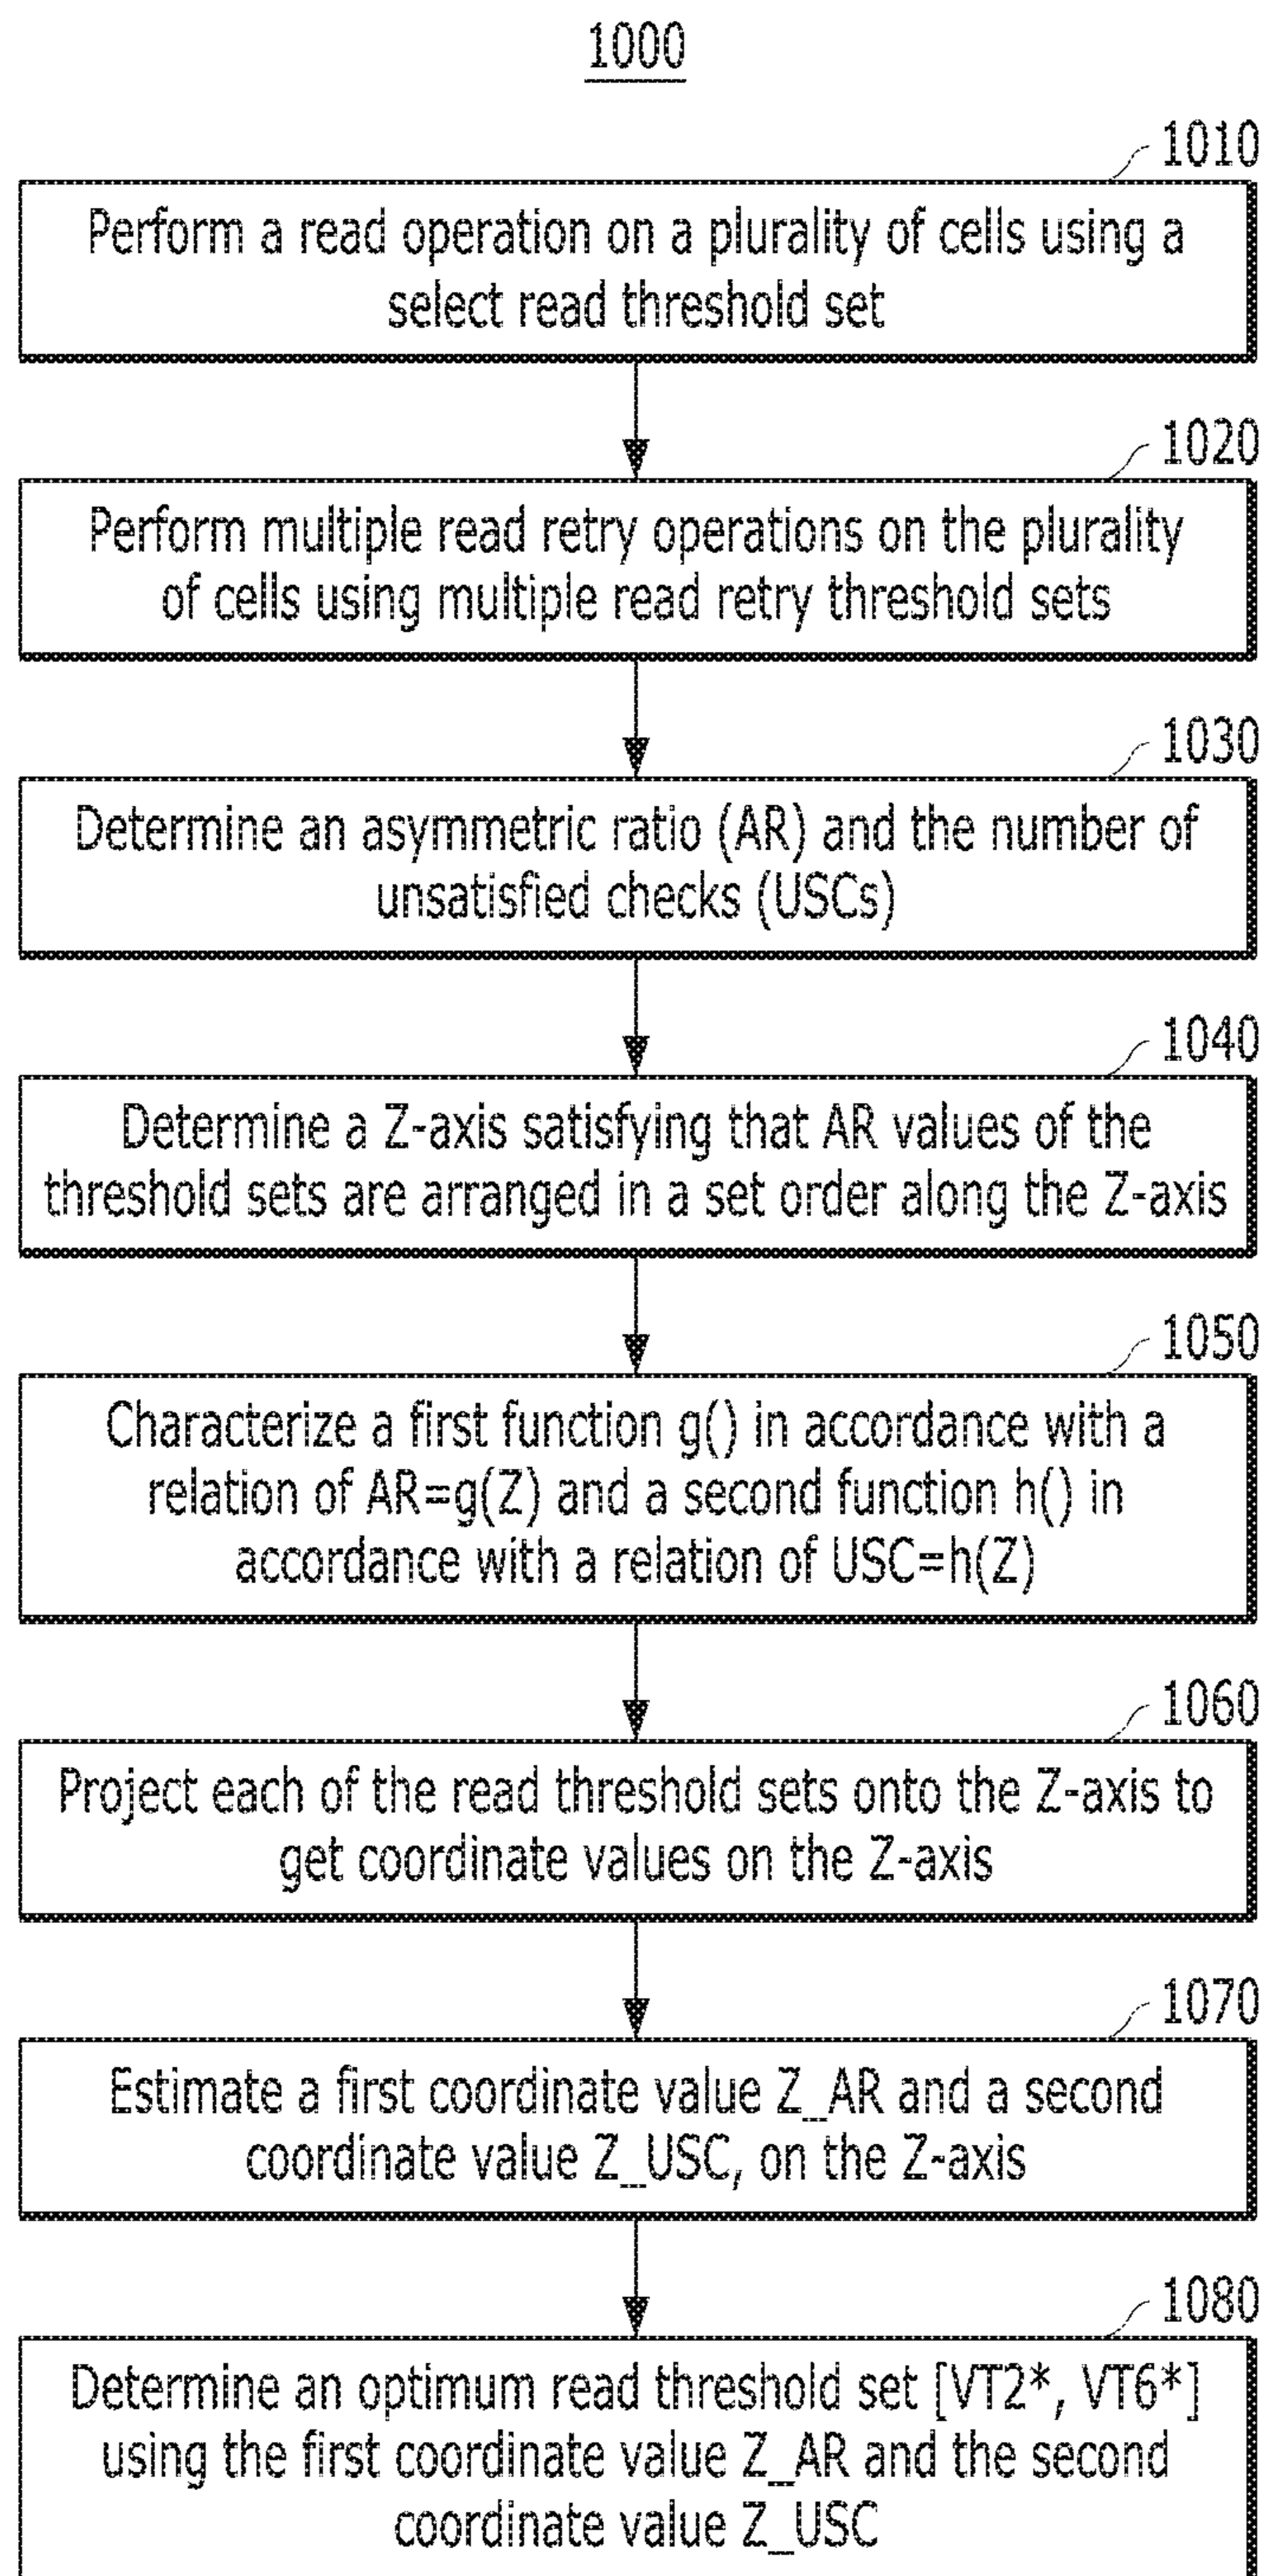 1000
1010
Perform a read operation on a plurality of cells using a
select read threshold set
1020
Perform multiple read retry operations on the plurality
of cells using multiple read retry threshold sets
1030
Determine an asymmetric ratio (AR) and the number of
unsatisfied checks (USCs)
1040
Determine a Z-axis satisfying that AR values of the
threshold sets are arranged in a set order along the Z-axis
1050
Characterize a first function g() in accordance with a
relation of AR=g(Z) and a second function h() in
accordance with a relation of USC=h(Z)
1060
Project each of the read threshold sets onto the Z-axis to
get coordinate values on the Z-axis
1070
Estimate a first coordinate value Z_AR and a second
coordinate value Z_USC, on the Z-axis
1080
Determine an optimum read threshold set [VT2*, VT6*]
using the first coordinate value Z_AR and the second
coordinate value Z_USC